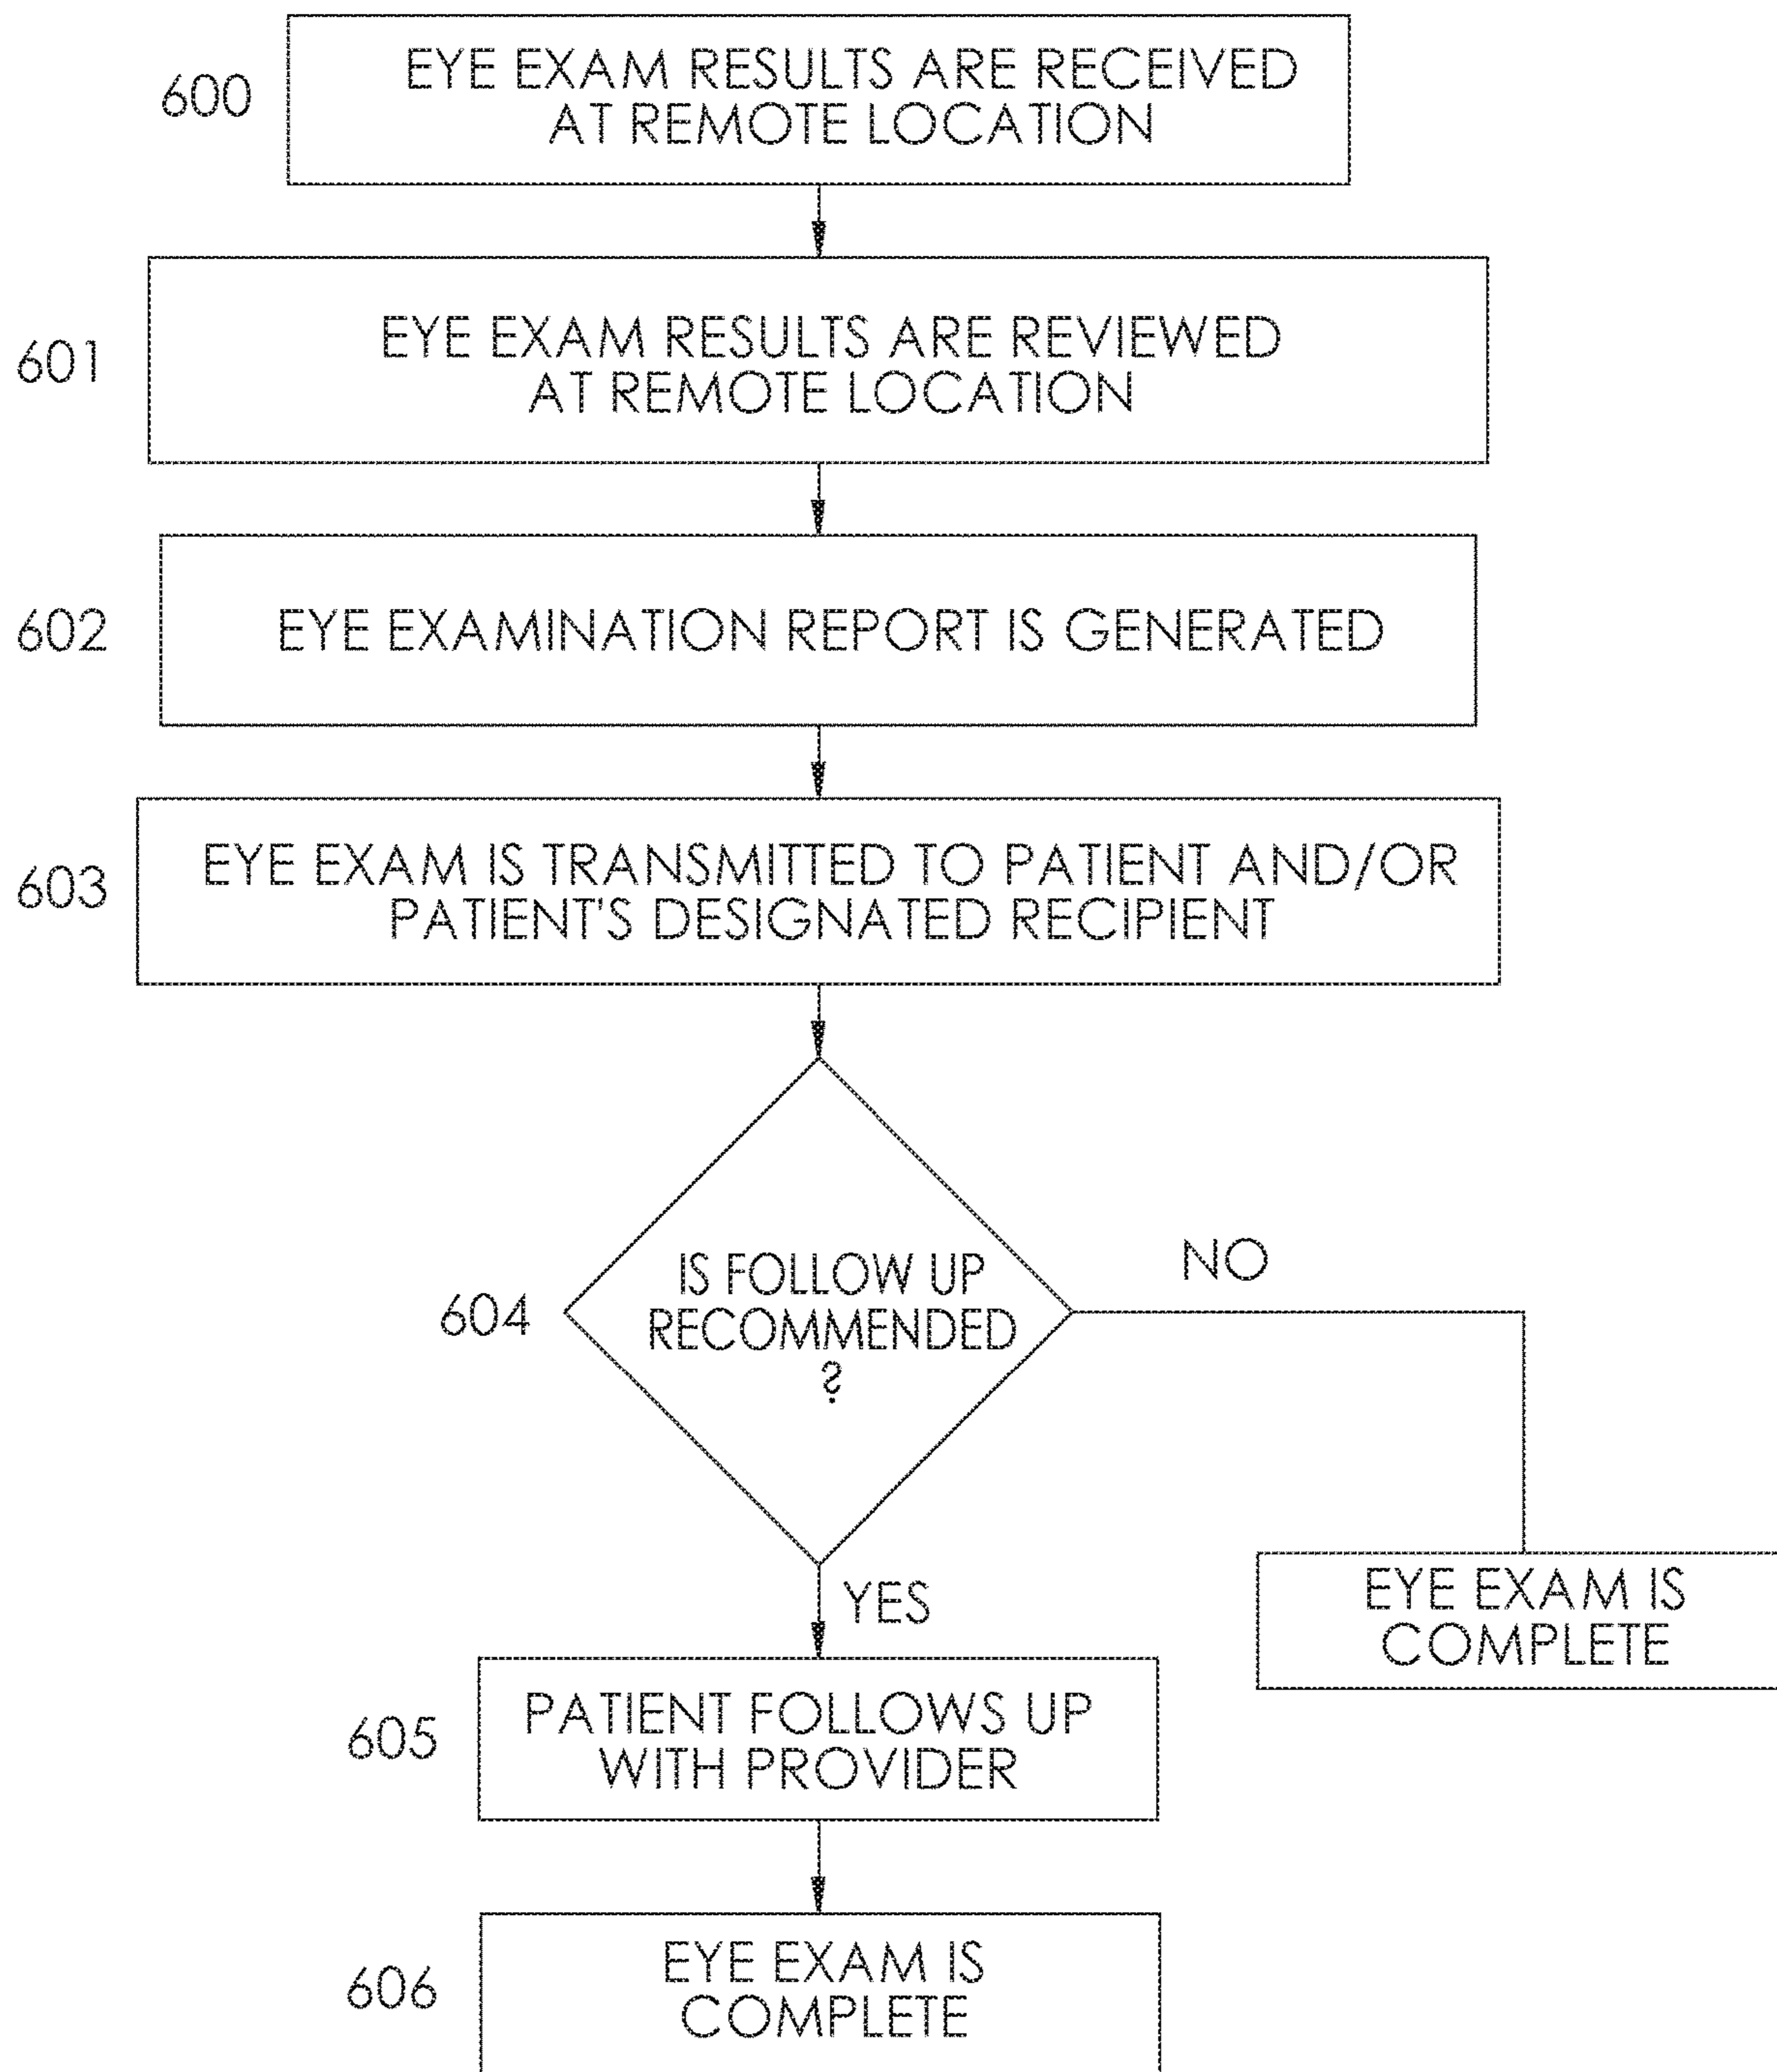 600
EYE EXAM RESULTS ARE RECEIVED
AT REMOTE LOCATION
601
EYE EXAM RESULTS ARE REVIEWED
AT REMOTE LOCATION
602
EYE EXAMINATION REPORT IS GENERATED
603
EYE EXAM IS TRANSMITTED TO PATIENT AND/OR
PATIENT'S DESIGNATED RECIPIENT
604
IS FOLLOW UP
RECOMMENDED
?
NO
EYE EXAM IS
COMPLETE
YES
605
PATIENT FOLLOWS UP
WITH PROVIDER
606
EYE EXAM IS
COMPLETE